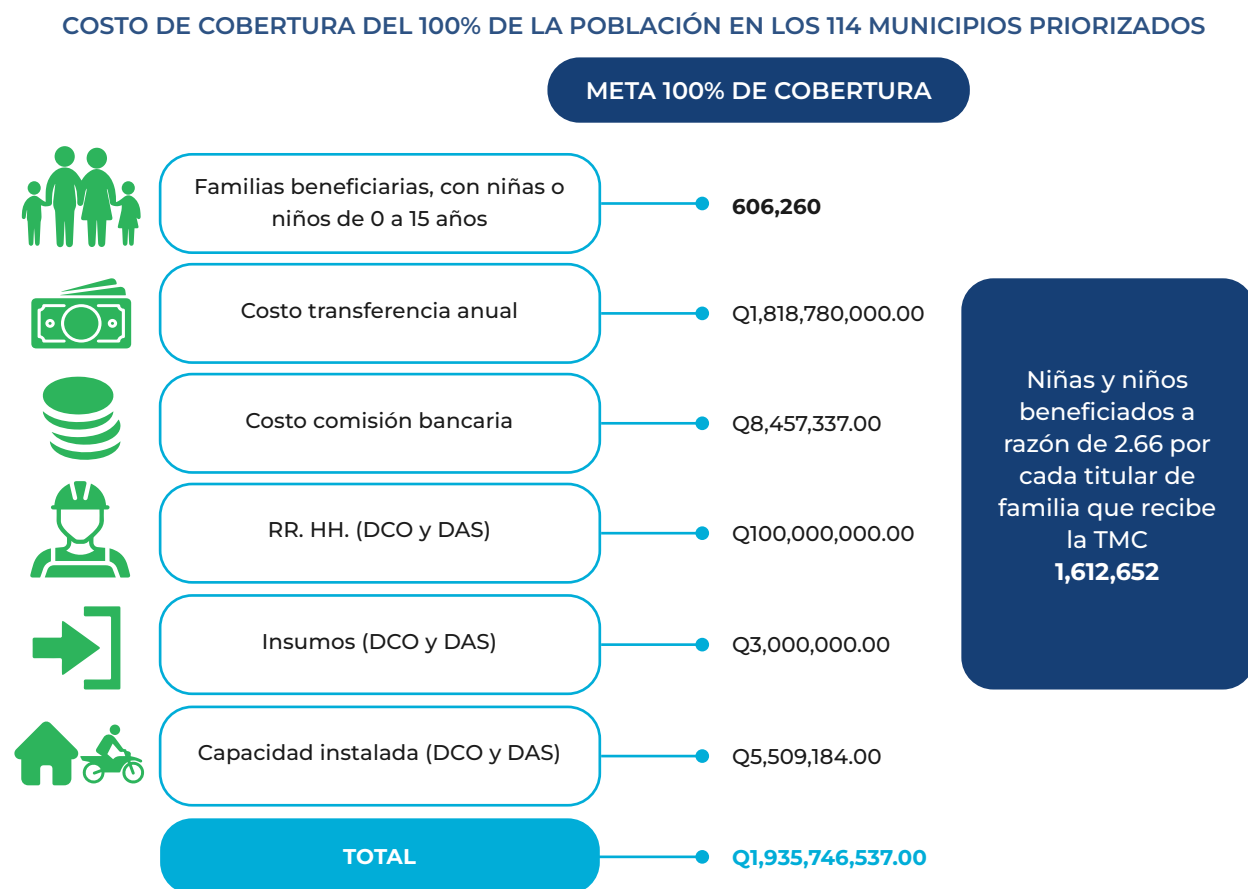 COSTO DE COBERTURA DEL 100% DE LA POBLACIÓN EN LOS 114 MUNICIPIOS PRIORIZADOS
META 100% DE COBERTURA
Familias beneficiarias, con niñas o
niños de 0 a 15 años
606,260
Costo transferencia anual
Q1,818,780,000.00
Costo comisión bancaria
Q8,457,337.00
RR. HH. (DCO y DAS)
Q100,000,000.00
Insumos (DCO y DAS)
Q3,000,000.00
Capacidad instalada (DCO y DAS)
Q5,509,184.00
TOTAL
Q1,935,746,537.00
Niñas y niños
beneficiados a
razón de 2.66 por
cada titular de
familia que recibe
la TMC
1,612,652